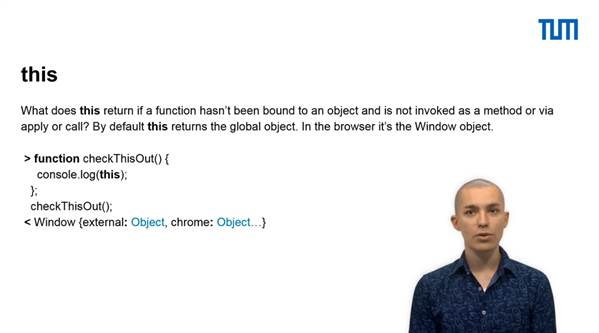 TUM
this
What does this return if a function hasn't been bound to an object and is not invoked as a method or via
apply or call? By default this returns the global object. In the browser it's the Window object.
> function checkThisOut() {
console.log(this);
};
checkThisOut();
< Window {external: Object, chrome: Object…}